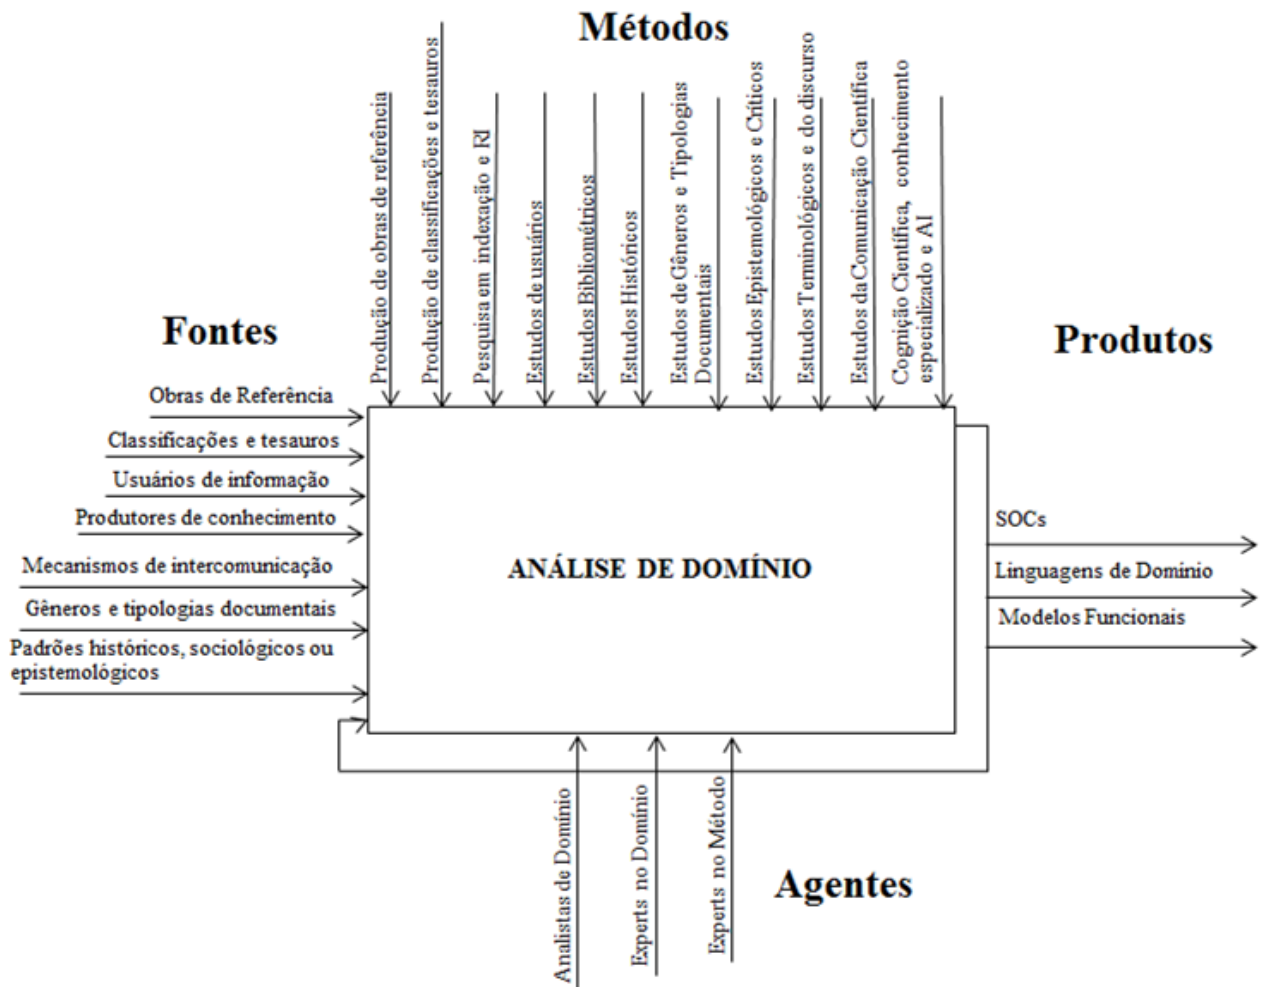 Métodos
Produção de obras de referência
Produção de classificações e tesauros
Pesquisa em indexação e RI
Estudos de usuários
Estudos Bibliométricos
Estudos Históricos
Estudos de Gêneros e Tipologias
Documentais
Estudos Epistemológicos e Críticos
Estudos Terminológicos e do discurso
Estudos da Comunicação Científica
Cognição Científica, conhecimento
especializado e AI
Fontes
Obras de Referência
Classificações e tesauros
Usuários de informação
Produtores de conhecimento
Mecanismos de intercomunicação
Gêneros e tipologias documentais
Padrões históricos, sociológicos ou
epistemológicos
ANÁLISE DE DOMÍNIO
Produtos
SOCs
Linguagens de Domínio
Modelos Funcionais
Analistas de Domínio
Experts no Domínio
Experts no Método
Agentes